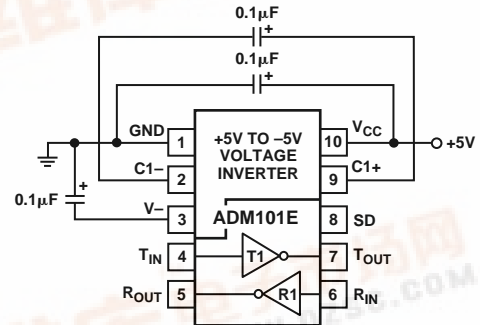 0.1μF
+
0.1μF
+
GND 1
+5V TO –5V
VOLTAGE
INVERTER
10 VCC
+5V
C1– 2
9 C1+
0.1μF
+
V– 3
ADM101E
8 SD
TIN 4
T1
7 TOUT
ROUT 5
R1
6 RIN